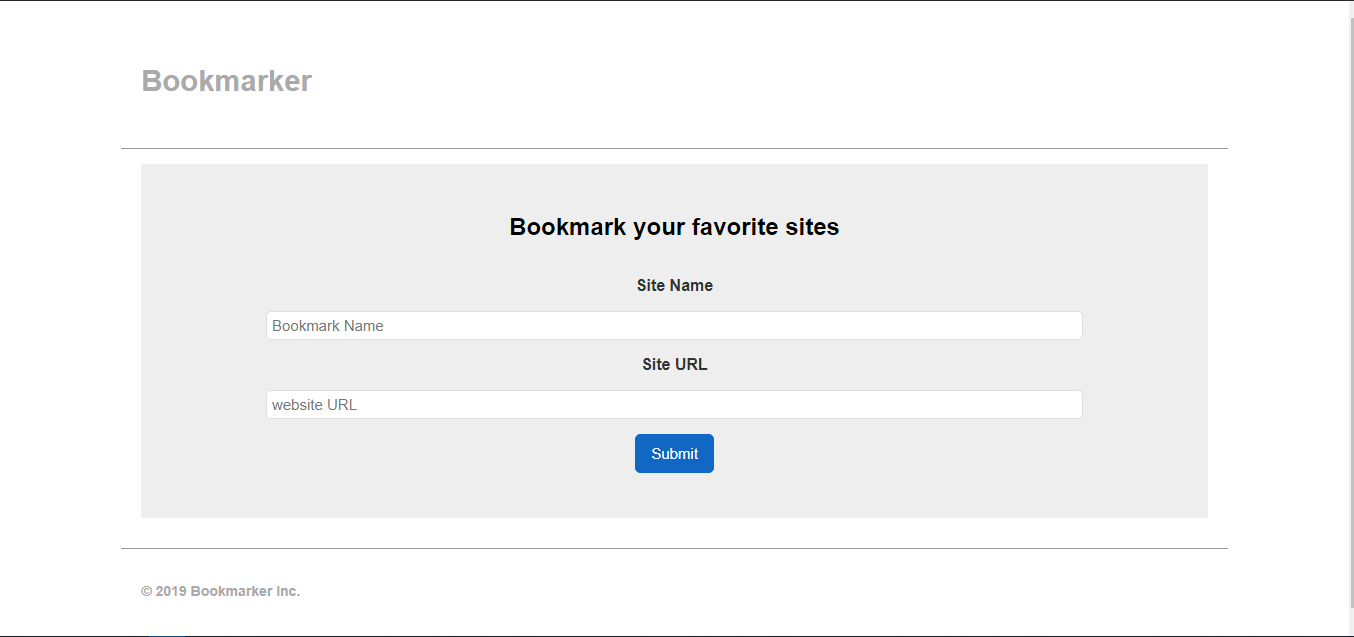 Bookmarker
Bookmark your favorite sites
Site Name
Bookmark Name
Site URL
website URL
Submit
© 2019 Bookmarker Inc.